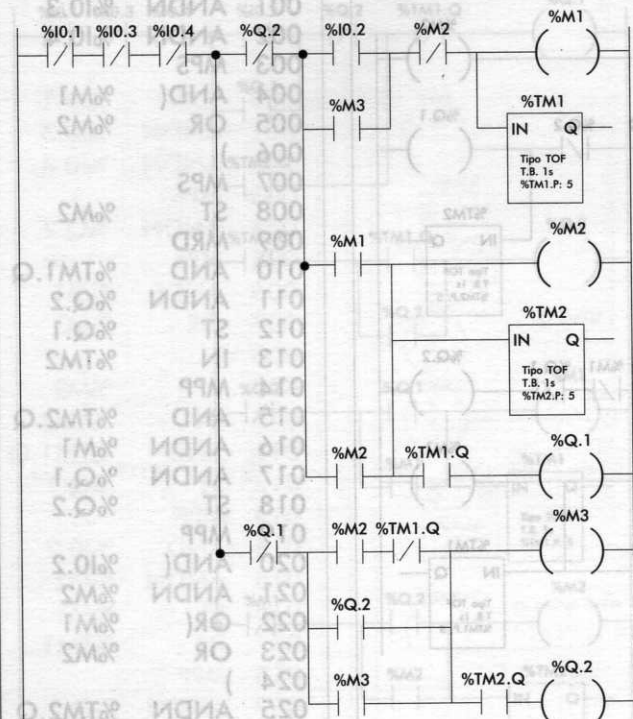 %M1
%I0.1 %I0.3 %I0.4 %Q.2 %I0.2 %M2
%TM1
%M3
IN Q
Tipo TOF
T.B. 1s
%TM1.P: 5
%M2
%M1
%TM2
IN Q
Tipo TOF
T.B. 1s
%TM2.P: 5
%Q.1
%M2 %TM1.Q
%M3
%Q.1 %M2 %TM1.Q
%Q.2
%M3 %TM2.Q %Q.2